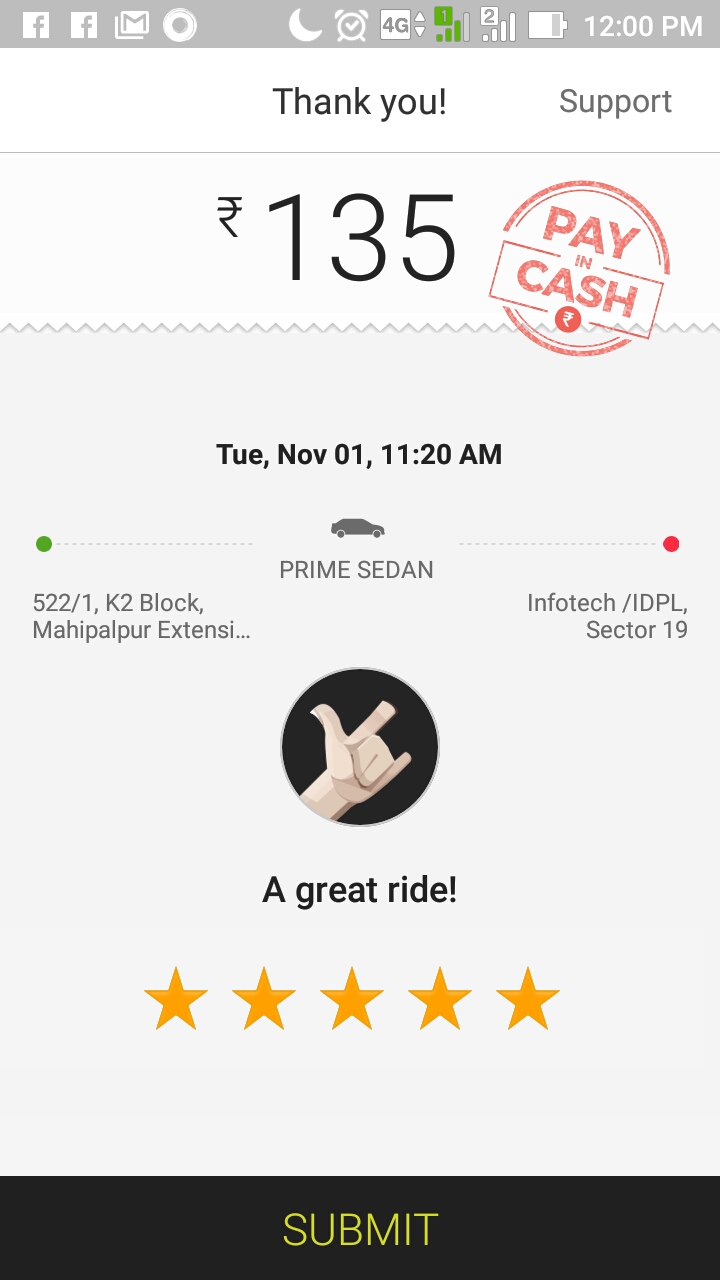 4G 1 2 12:00 PM
Thank you!
Support
₹ 135
PAY
IN
CASH
₹
Tue, Nov 01, 11:20 AM
PRIME SEDAN
522/1, K2 Block,
Mahipalpur Extensi...
Infotech /IDPL,
Sector 19
A great ride!
SUBMIT